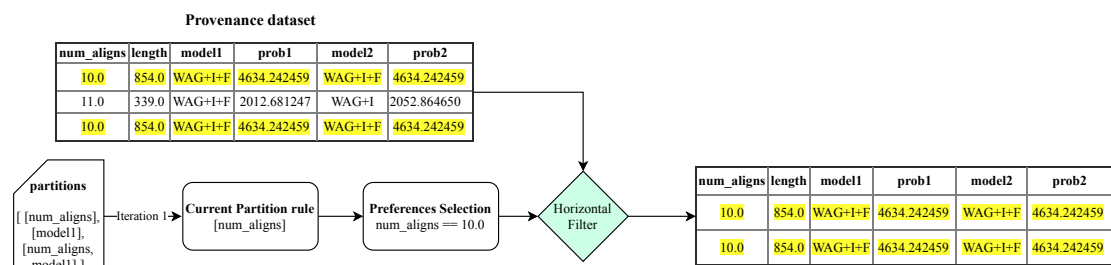 Provenance dataset
num_aligns length model1 prob1 model2 prob2
10.0 854.0 WAG+I+F 4634.242459 WAG+I+F 4634.242459
11.0 339.0 WAG+I+F 2012.681247 WAG+I 2052.864650
10.0 854.0 WAG+I+F 4634.242459 WAG+I+F 4634.242459
partitions
[ [num_aligns],
[model1],
[num_aligns,
model1] ]
Iteration 1
Current Partition rule
[num_aligns]
Preferences Selection
num_aligns == 10.0
Horizontal
Filter
num_aligns length model1 prob1 model2 prob2
10.0 854.0 WAG+I+F 4634.242459 WAG+I+F 4634.242459
10.0 854.0 WAG+I+F 4634.242459 WAG+I+F 4634.242459